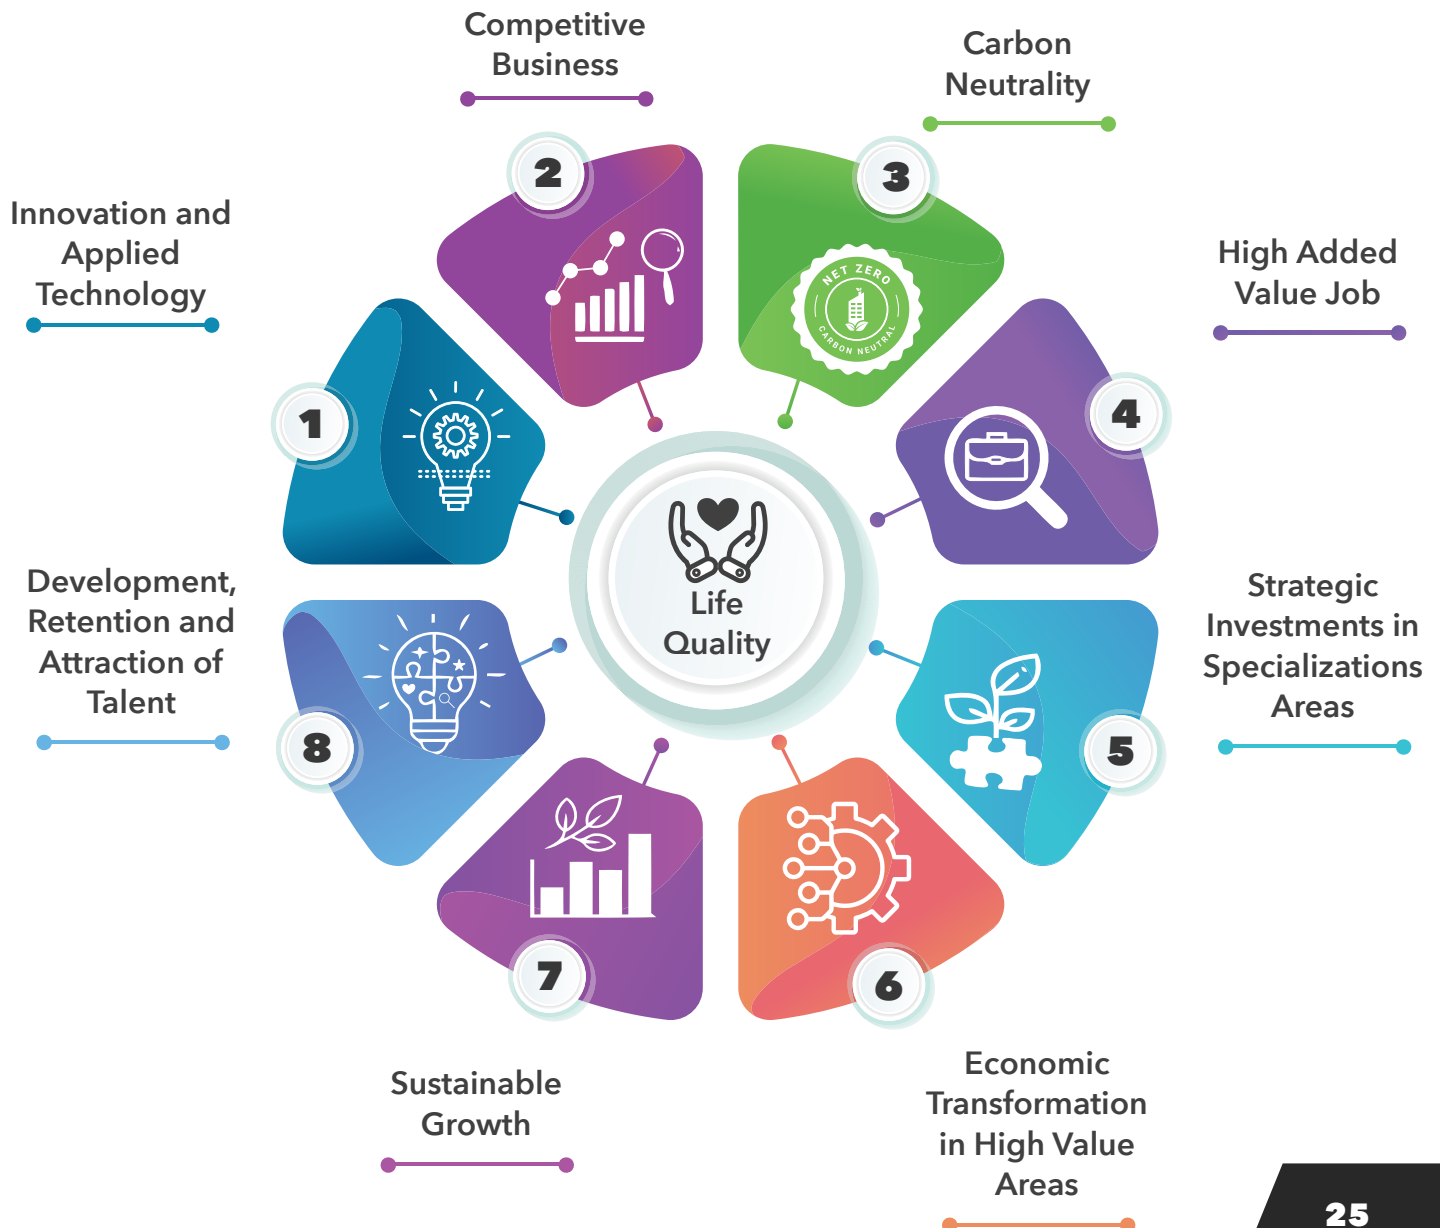 Competitive
Business
Carbon
Neutrality
Innovation and
Applied
Technology
High Added
Value Job
2
3
NET ZERO
CARBON NEUTRAL
1
4
Life
Quality
Development,
Retention and
Attraction of
Talent
Strategic
Investments in
Specializations
Areas
8
5
7
6
Sustainable
Growth
Economic
Transformation
in High Value
Areas
25